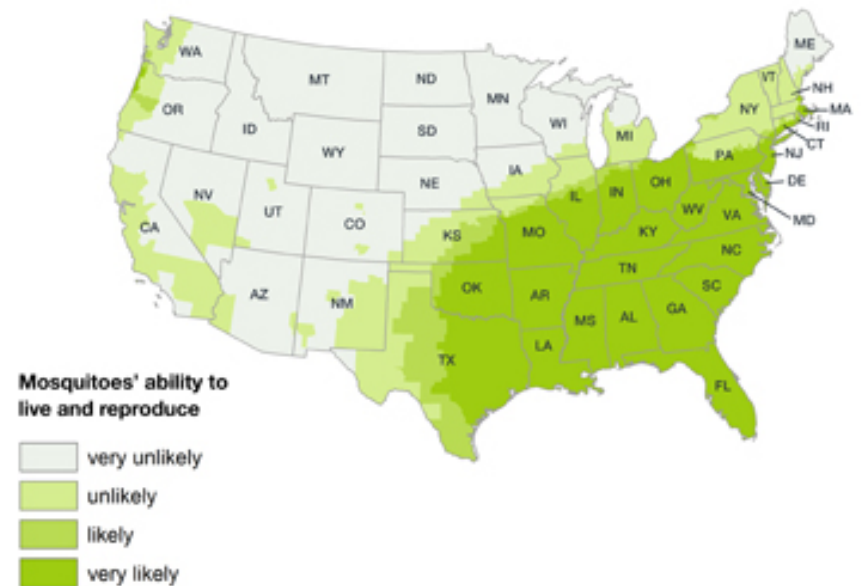 ME
WA
MT
ND
VT
NH
MN
OR
NY
MA
ID
SD
WI
MI
RI
WY
CT
IA
PA
NJ
NE
OH
NV
IL
IN
DE
UT
CO
WV
VA
MD
CA
KS
MO
KY
NC
TN
AZ
OK
AR
SC
NM
MS
AL
GA
LA
TX
FL
Mosquitoes' ability to
live and reproduce
very unlikely
unlikely
likely
very likely